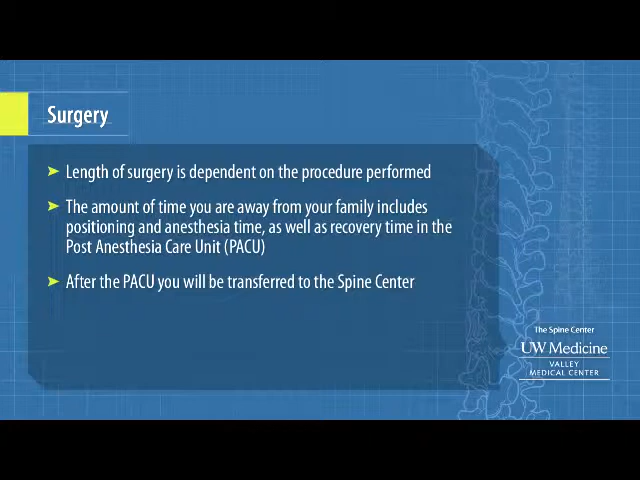 Surgery
➤ Length of surgery is dependent on the procedure performed
➤ The amount of time you are away from your family includes
positioning and anesthesia time, as well as recovery time in the
Post Anesthesia Care Unit (PACU)
➤ After the PACU you will be transferred to the Spine Center
The Spine Center
UW Medicine
VALLEY
MEDICAL CENTER